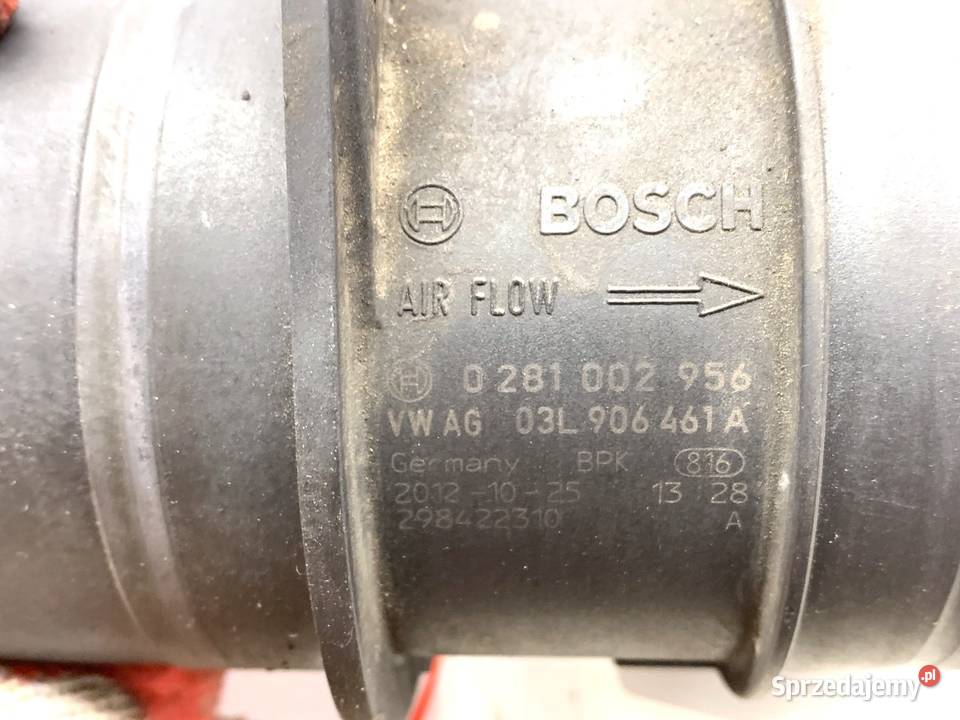 BOSCH
AIR FLOW
0 281 002 956
VW AG 03L 906 461 A
Germany BPK 816
2012-10-25 13 28
298422310 A
Sprzedajemy.pl